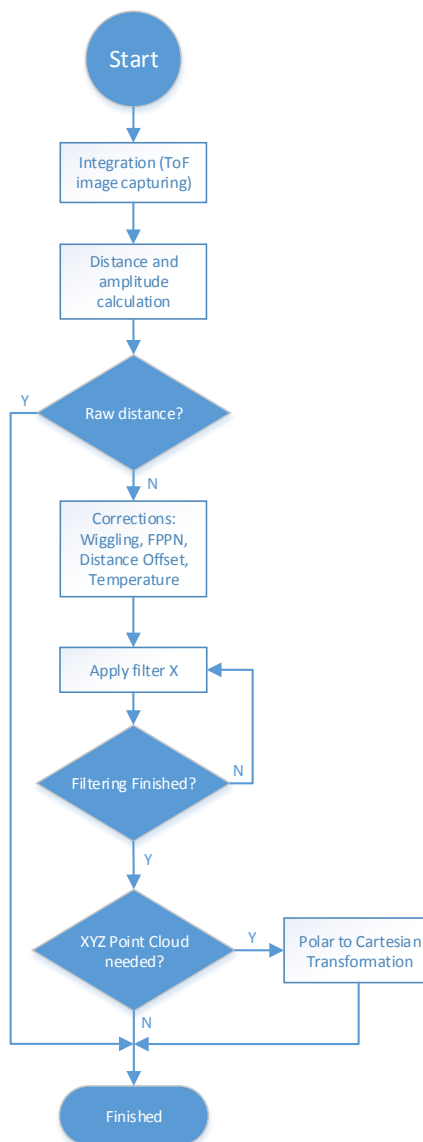 Start
Integration (ToF
image capturing)
Distance and
amplitude
calculation
Y
Raw distance?
N
Corrections:
Wiggling, FPPN,
Distance Offset,
Temperature
Apply filter X
Filtering Finished?
N
Y
XYZ Point Cloud
needed?
Y
Polar to Cartesian
Transformation
N
Finished